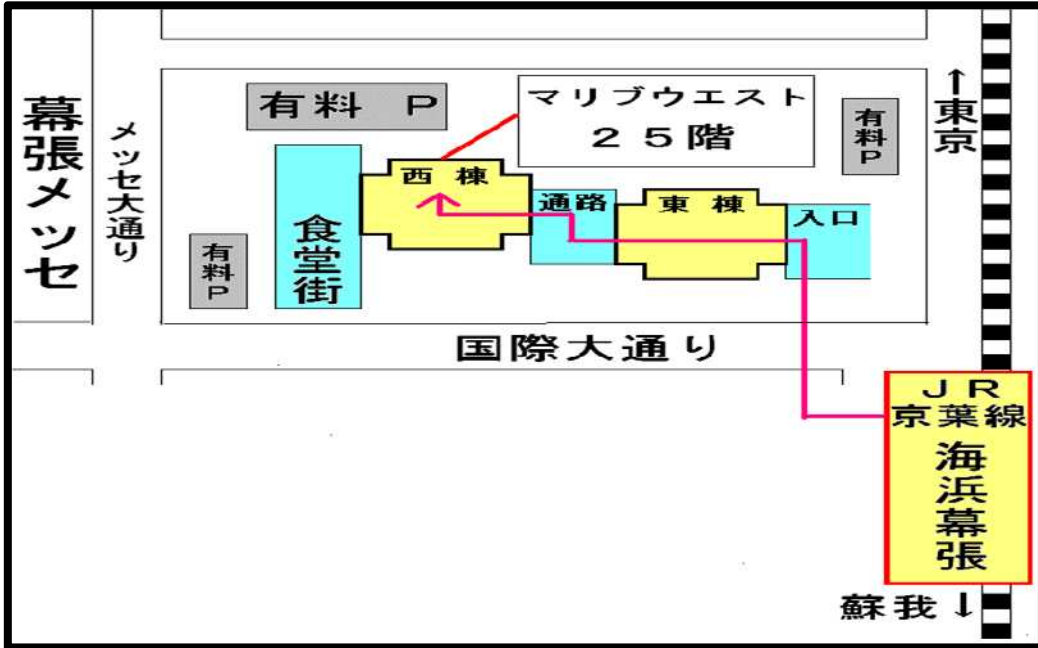 幕張メッセ
メッセ大通り
有料 P
マリブウエスト
25階
有料P
↑東京
西棟
通路
東棟
入口
食堂街
有料P
国際大通り
JR
京葉線
海浜幕張
蘇我↓